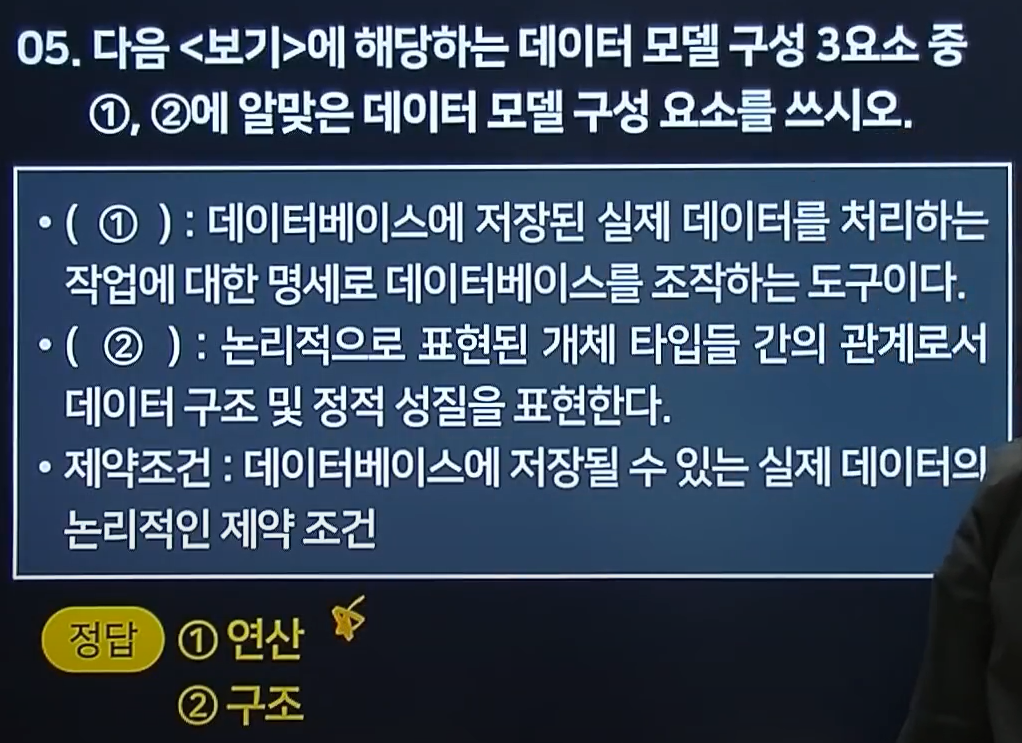 05. 다음 <보기>에 해당하는 데이터 모델 구성 3요소 중
①, ②에 알맞은 데이터 모델 구성 요소를 쓰시오.
• ( ① ) : 데이터베이스에 저장된 실제 데이터를 처리하는
작업에 대한 명세로 데이터베이스를 조작하는 도구이다.
• ( ② ) : 논리적으로 표현된 개체 타입들 간의 관계로서
데이터 구조 및 정적 성질을 표현한다.
• 제약조건 : 데이터베이스에 저장될 수 있는 실제 데이터의
논리적인 제약 조건
정답 ① 연산
② 구조